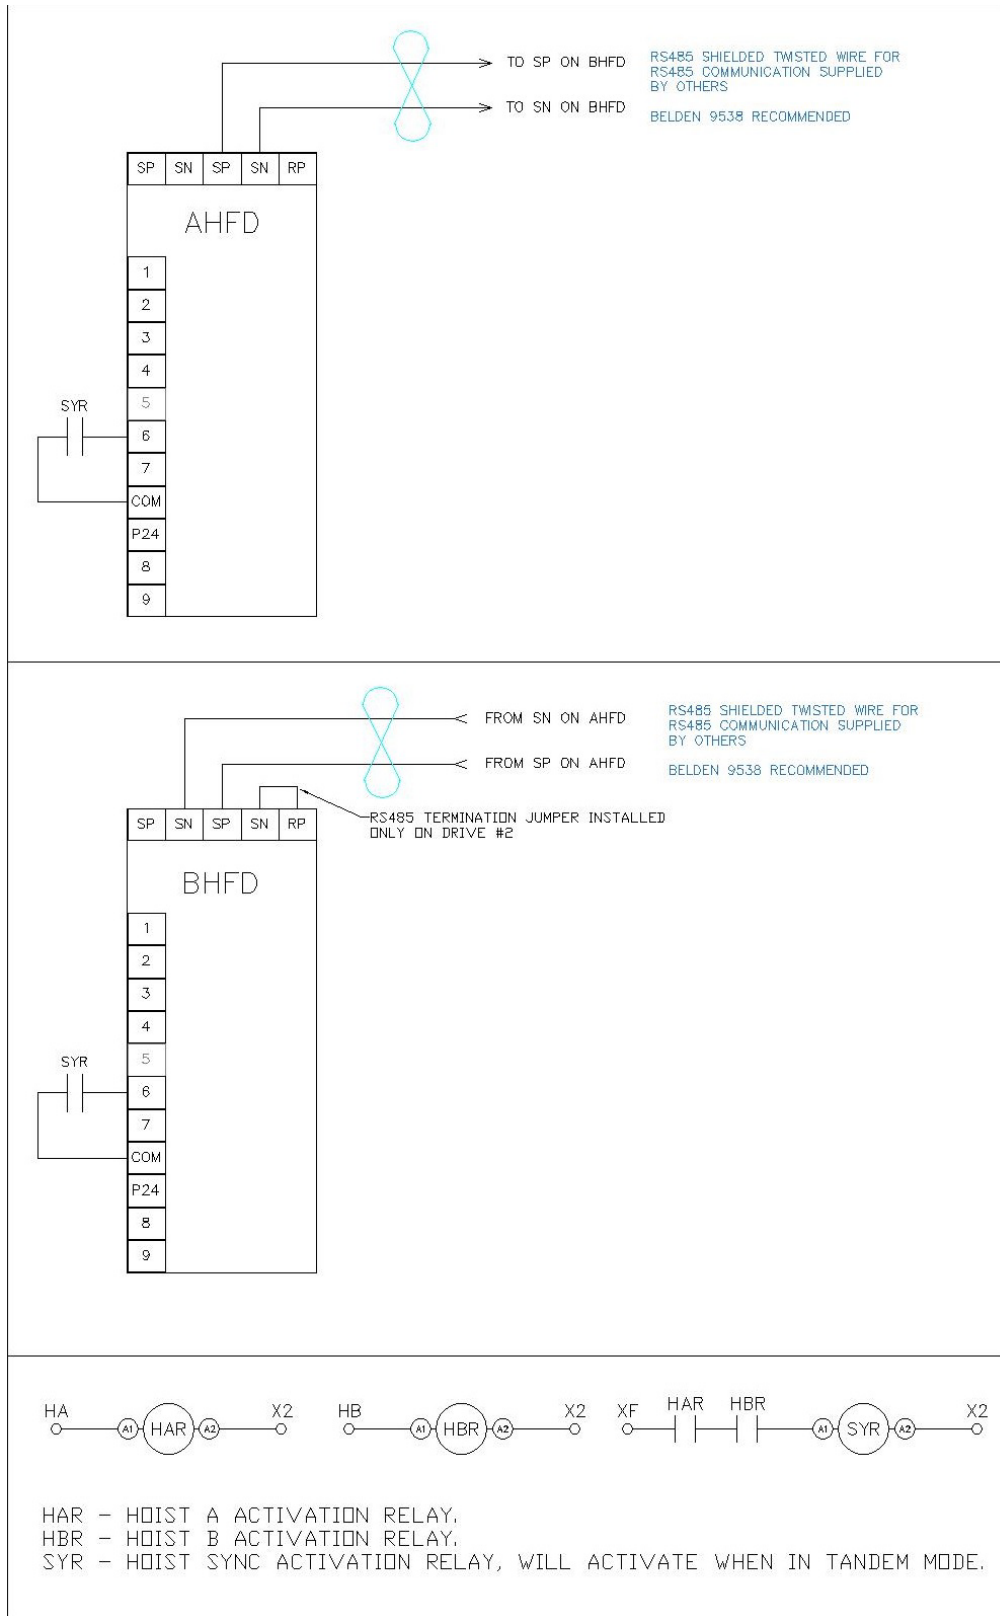 TO SP ON BHFD
TO SN ON BHFD
RS485 SHIELDED TWISTED WIRE FOR
RS485 COMMUNICATION SUPPLIED
BY OTHERS
BELDEN 9538 RECOMMENDED
SP SN SP SN RP
AHFD
1
2
3
4
5
SYR
6
7
COM
P24
8
9
FROM SN ON AHFD
FROM SP ON AHFD
RS485 SHIELDED TWISTED WIRE FOR
RS485 COMMUNICATION SUPPLIED
BY OTHERS
BELDEN 9538 RECOMMENDED
RS485 TERMINATION JUMPER INSTALLED
ONLY ON DRIVE #2
SP SN SP SN RP
BHFD
1
2
3
4
5
SYR
6
7
COM
P24
8
9
HA A1 HAR A2 X2
HB A1 HBR A2 X2
XF HAR HBR A1 SYR A2 X2
HAR - HOIST A ACTIVATION RELAY.
HBR - HOIST B ACTIVATION RELAY.
SYR - HOIST SYNC ACTIVATION RELAY, WILL ACTIVATE WHEN IN TANDEM MODE.